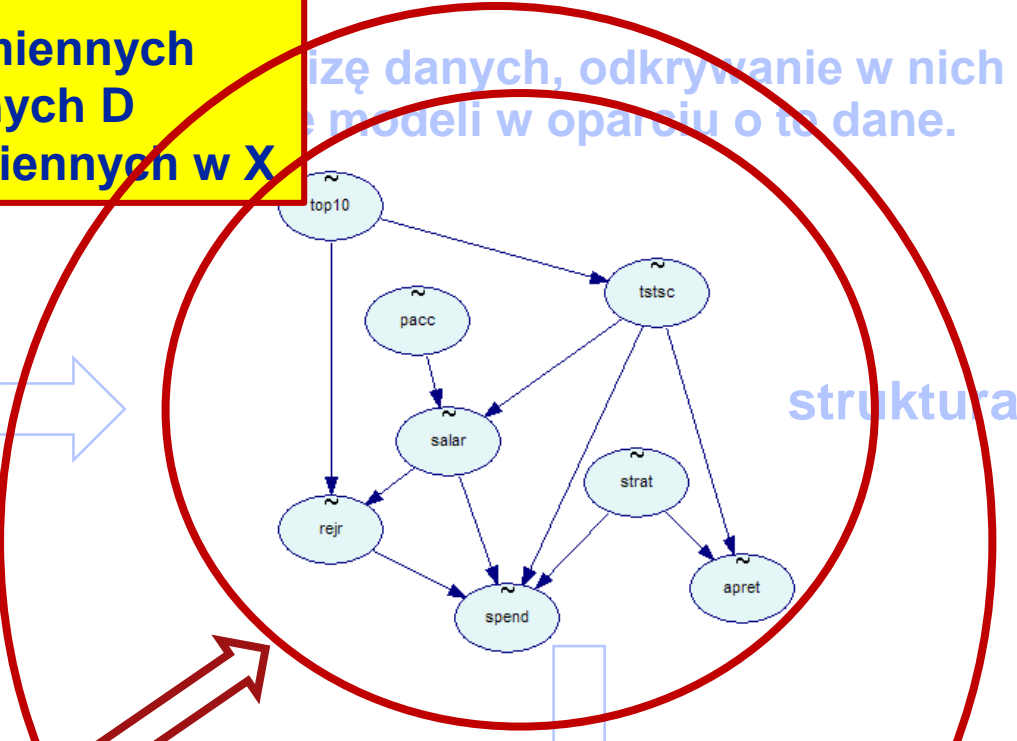 miennych
nych D
iennych w X
izę danych, odkrywanie w nich
modeli w oparciu o te dane.
top10
tstsc
pacc
struktura
salar
strat
rejr
apret
spend